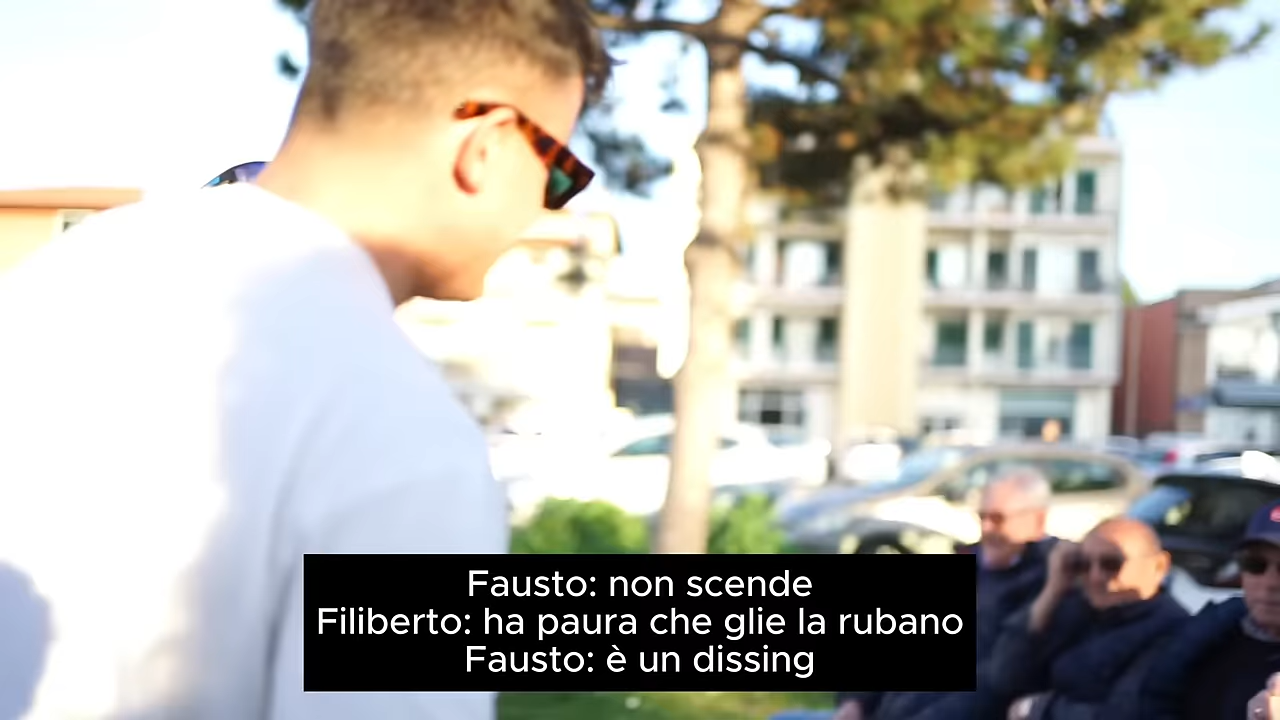 Fausto: non scende
Filiberto: ha paura che glie la rubano
Fausto: è un dissing